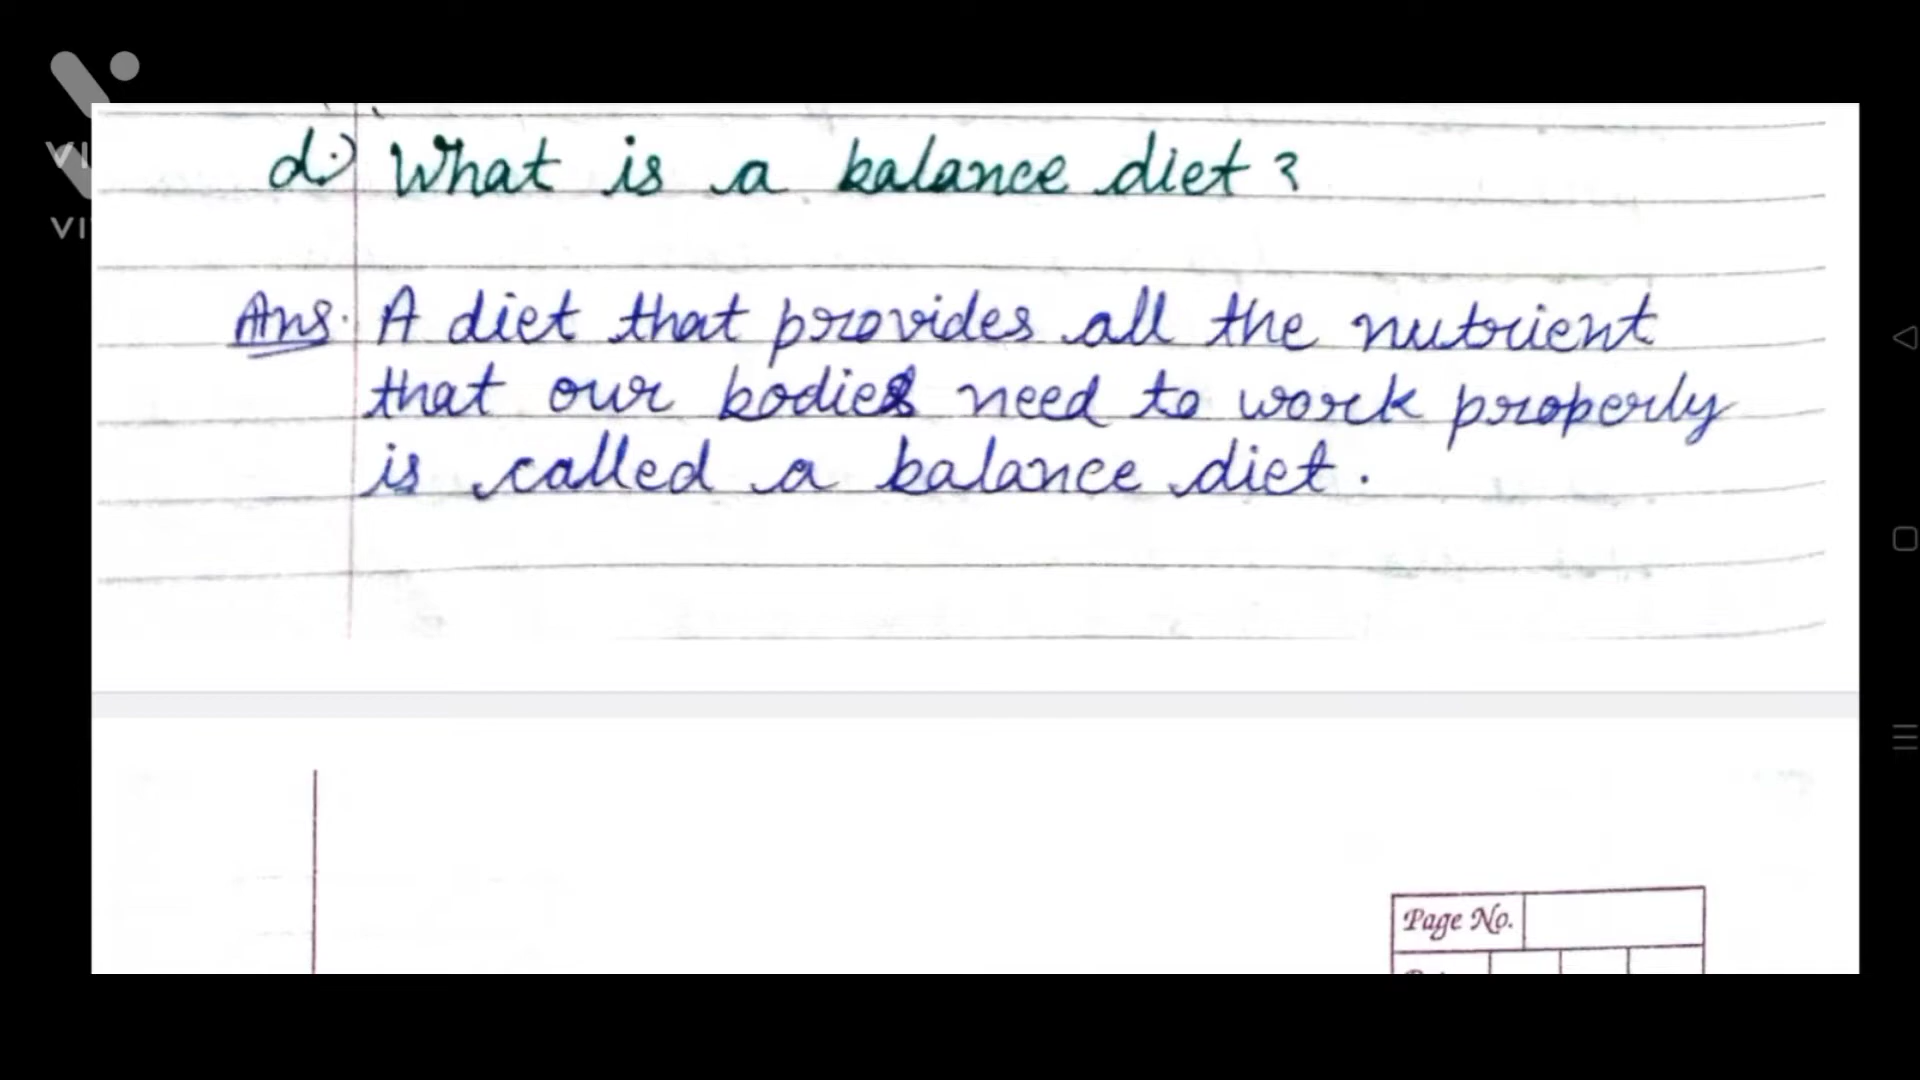 d.) What is a balance diet?
Ans. A diet that provides all the nutrient
that our bodies need to work properly
is called a balance diet.
Page No.